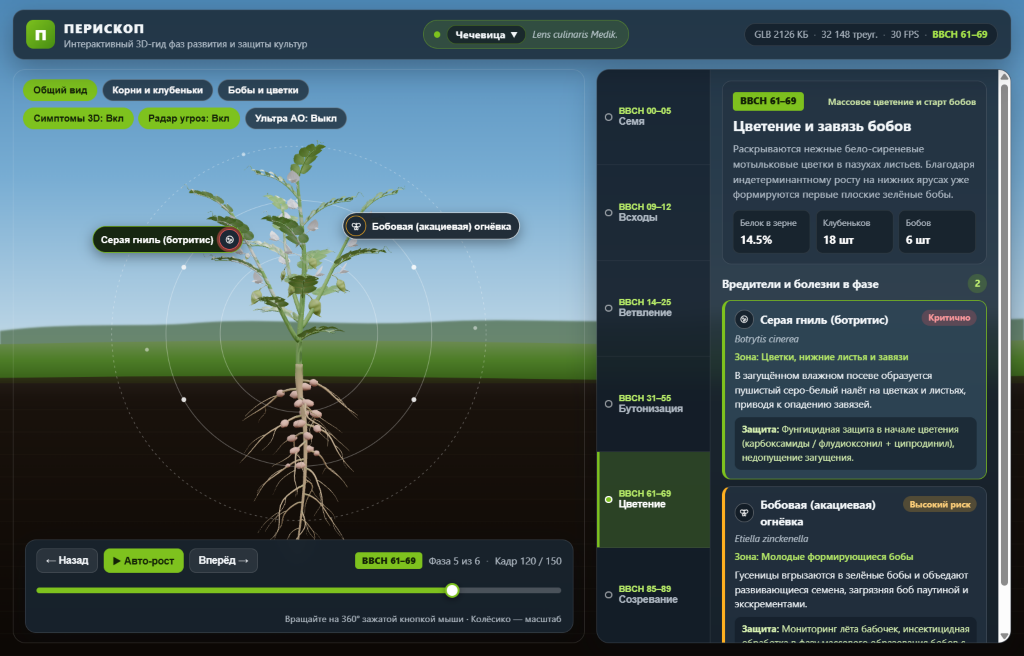 П
ПЕРИСКОП
Интерактивный 3D-гид фаз развития и защиты культур
Чечевица ▼ Lens culinaris Medik.
GLB 2126 КБ · 32 148 треуг. · 30 FPS · BBCH 61–69
Общий вид Корни и клубеньки Бобы и цветки
Симптомы 3D: Вкл Радар угроз: Вкл Ультра AO: Выкл
Серая гниль (ботритис)
Бобовая (акациевая) огнёвка
← Назад ▶ Авто-рост Вперёд →
BBCH 61–69 Фаза 5 из 6 · Кадр 120 / 150
Вращайте на 360° зажатой кнопкой мыши · Колёсико — масштаб
BBCH 00–05
Семя
BBCH 09–12
Всходы
BBCH 14–25
Ветвление
BBCH 31–55
Бутонизация
BBCH 61–69
Цветение
BBCH 85–89
Созревание
BBCH 61–69 Массовое цветение и старт бобов
Цветение и завязь бобов
Раскрываются нежные бело-сиреневые
мотыльковые цветки в пазухах листьев. Благодаря
индетерминантному росту на нижних ярусах уже
формируются первые плоские зелёные бобы.
Белок в зерне
14.5%
Клубеньков
18 шт
Бобов
6 шт
Вредители и болезни в фазе 2
Серая гниль (ботритис) Критично
Botrytis cinerea
Зона: Цветки, нижние листья и завязи
В загущённом влажном посеве образуется
пушистый серо-белый налёт на цветках и листьях,
приводя к опадению завязей.
Защита: Фунгицидная защита в начале цветения
(карбоксамиды / флудиоксонил + ципродинил),
недопущение загущения.
Бобовая (акациевая)
огнёвка
Высокий риск
Etiella zinckenella
Зона: Молодые формирующиеся бобы
Гусеницы вгрызаются в зелёные бобы и объедают
развивающиеся семена, загрязняя боб паутиной и
экскрементами.
Защита: Мониторинг лёта бабочек, инсектицидная